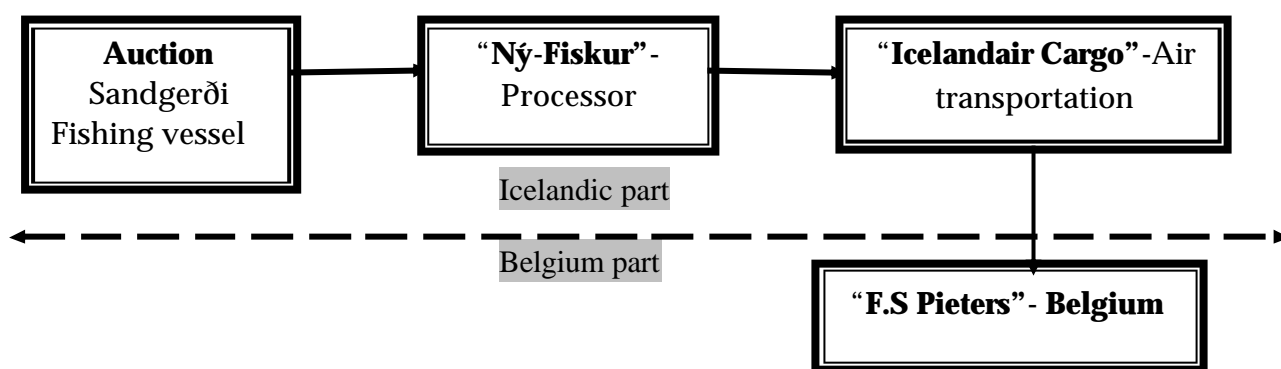 Auction
Sandgerði
Fishing vessel
“Ný-Fiskur”-
Processor
“Icelandair Cargo”-Air
transportation
Icelandic part
Belgium part
“F.S Pieters”- Belgium